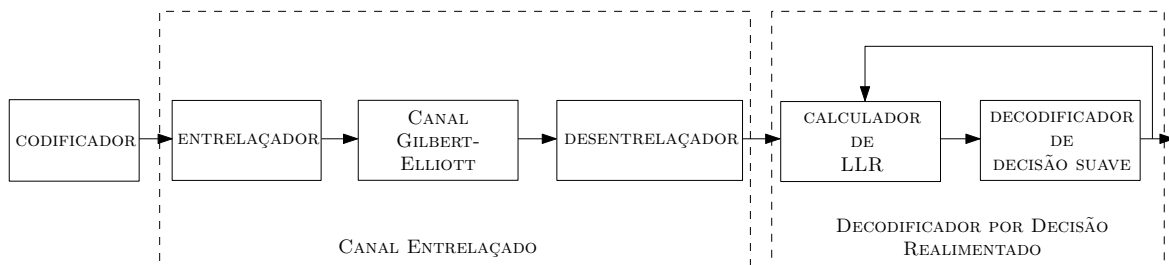 CODIFICADOR
ENTRELAÇADOR
CANAL
GILBERT-
ELLIOTT
DESENTRELAÇADOR
CALCULADOR
DE
LLR
DECODIFICADOR
DE
DECISÃO SUAVE
CANAL ENTRELAÇADO
DECODIFICADOR POR DECISÃO
REALIMENTADO